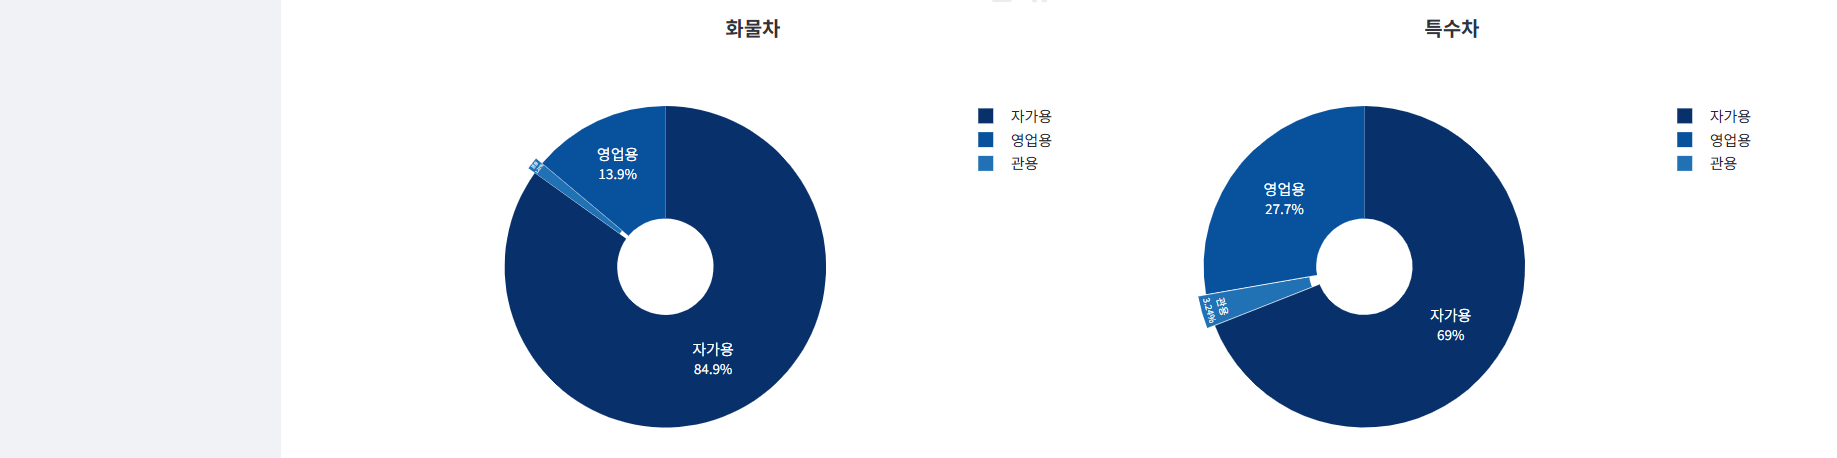 화물차
자가용
영업용
관용
영업용
13.9%
자가용
84.9%
특수차
자가용
영업용
관용
영업용
27.7%
관용
3.24%
자가용
69%